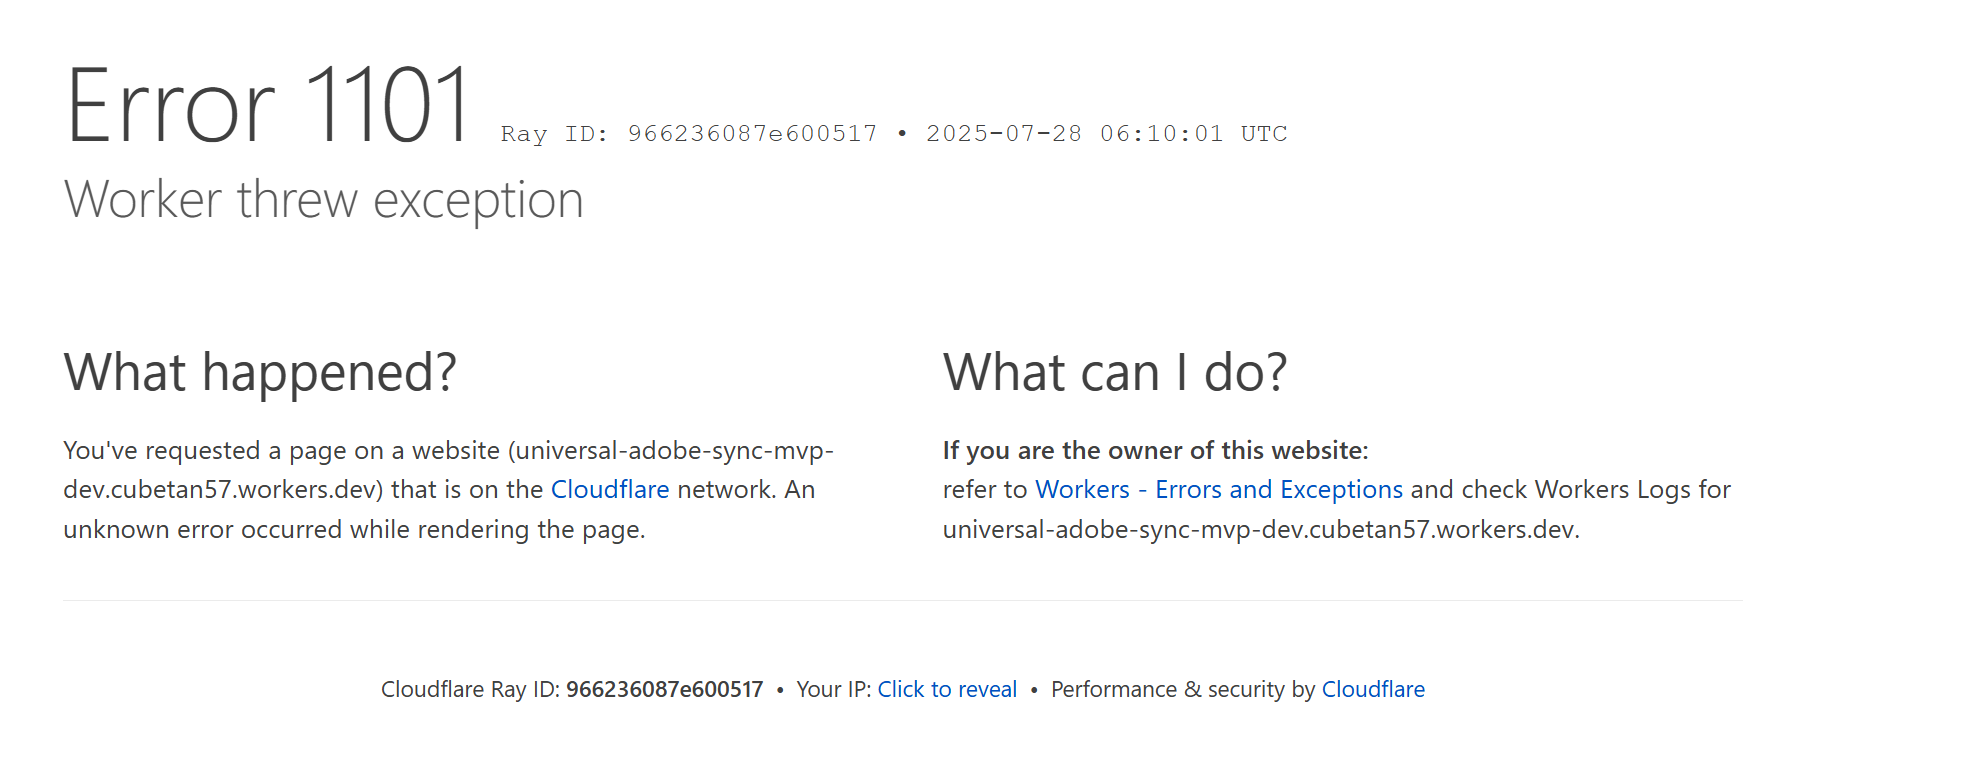 Error 1101 Ray ID: 966236087e600517 • 2025-07-28 06:10:01 UTC
Worker threw exception
What happened?
You've requested a page on a website (universal-adobe-sync-mvp-
dev.cubetan57.workers.dev) that is on the Cloudflare network. An
unknown error occurred while rendering the page.
What can I do?
If you are the owner of this website:
refer to Workers - Errors and Exceptions and check Workers Logs for
universal-adobe-sync-mvp-dev.cubetan57.workers.dev.
Cloudflare Ray ID: 966236087e600517 • Your IP: Click to reveal • Performance & security by Cloudflare